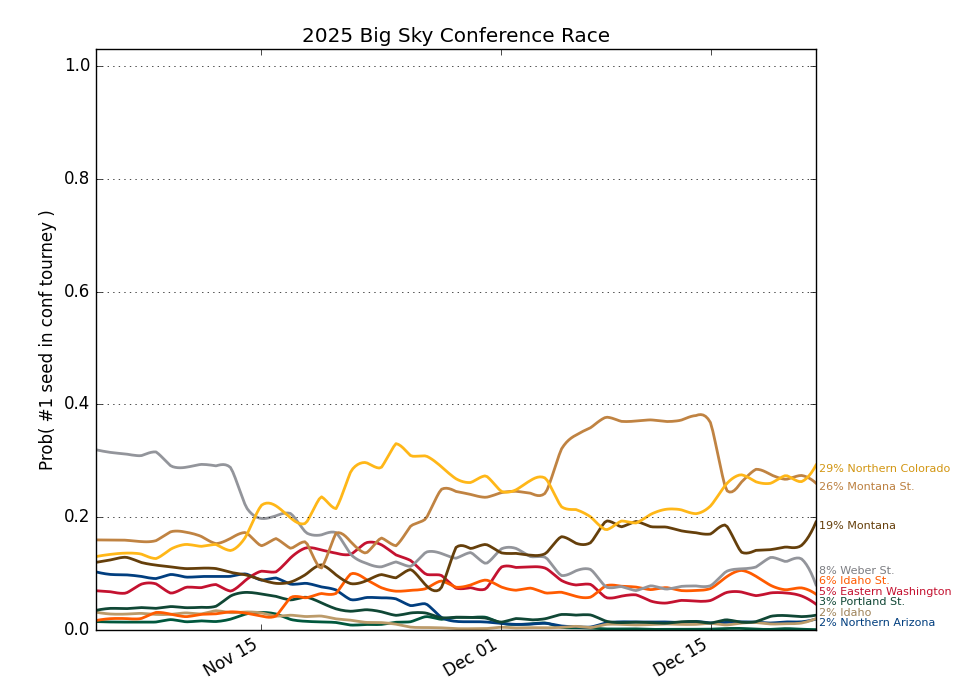 2025 Big Sky Conference Race
Prob( #1 seed in conf tourney )
1.0
0.8
0.6
0.4
0.2
0.0
Nov 15
Dec 01
Dec 15
29% Northern Colorado
26% Montana St.
19% Montana
8% Weber St.
6% Idaho St.
5% Eastern Washington
3% Portland St.
2% Idaho
2% Northern Arizona